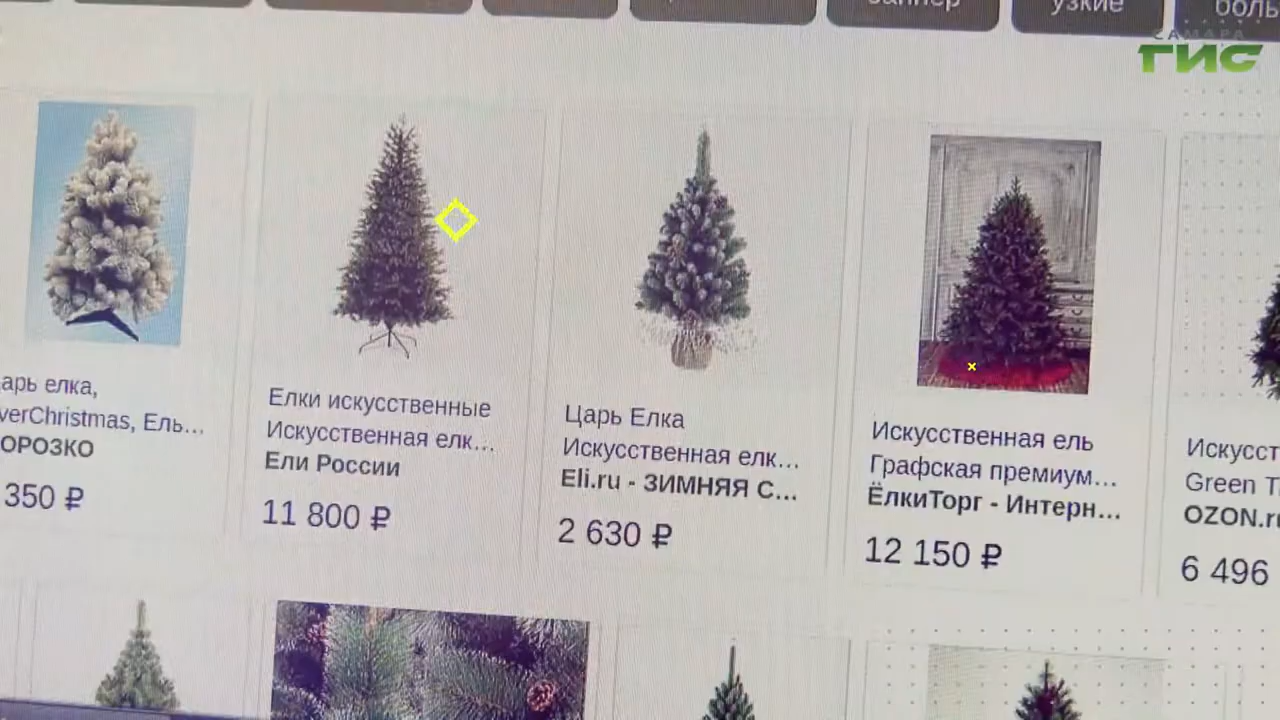 баннер
узкие
САМАРА
ГИС
арь елка,
verChristmas, Ель...
ОРОЗКО
350 ₽
Елки искусственные
Искусственная елк...
Ели России
11 800 ₽
Царь Елка
Искусственная елк...
Eli.ru - ЗИМНЯЯ С...
2 630 ₽
Искусственная ель
Графская премиум...
ЁлкиТорг - Интерн...
12 150 ₽
Искусст
Green T
OZON.r
6 496